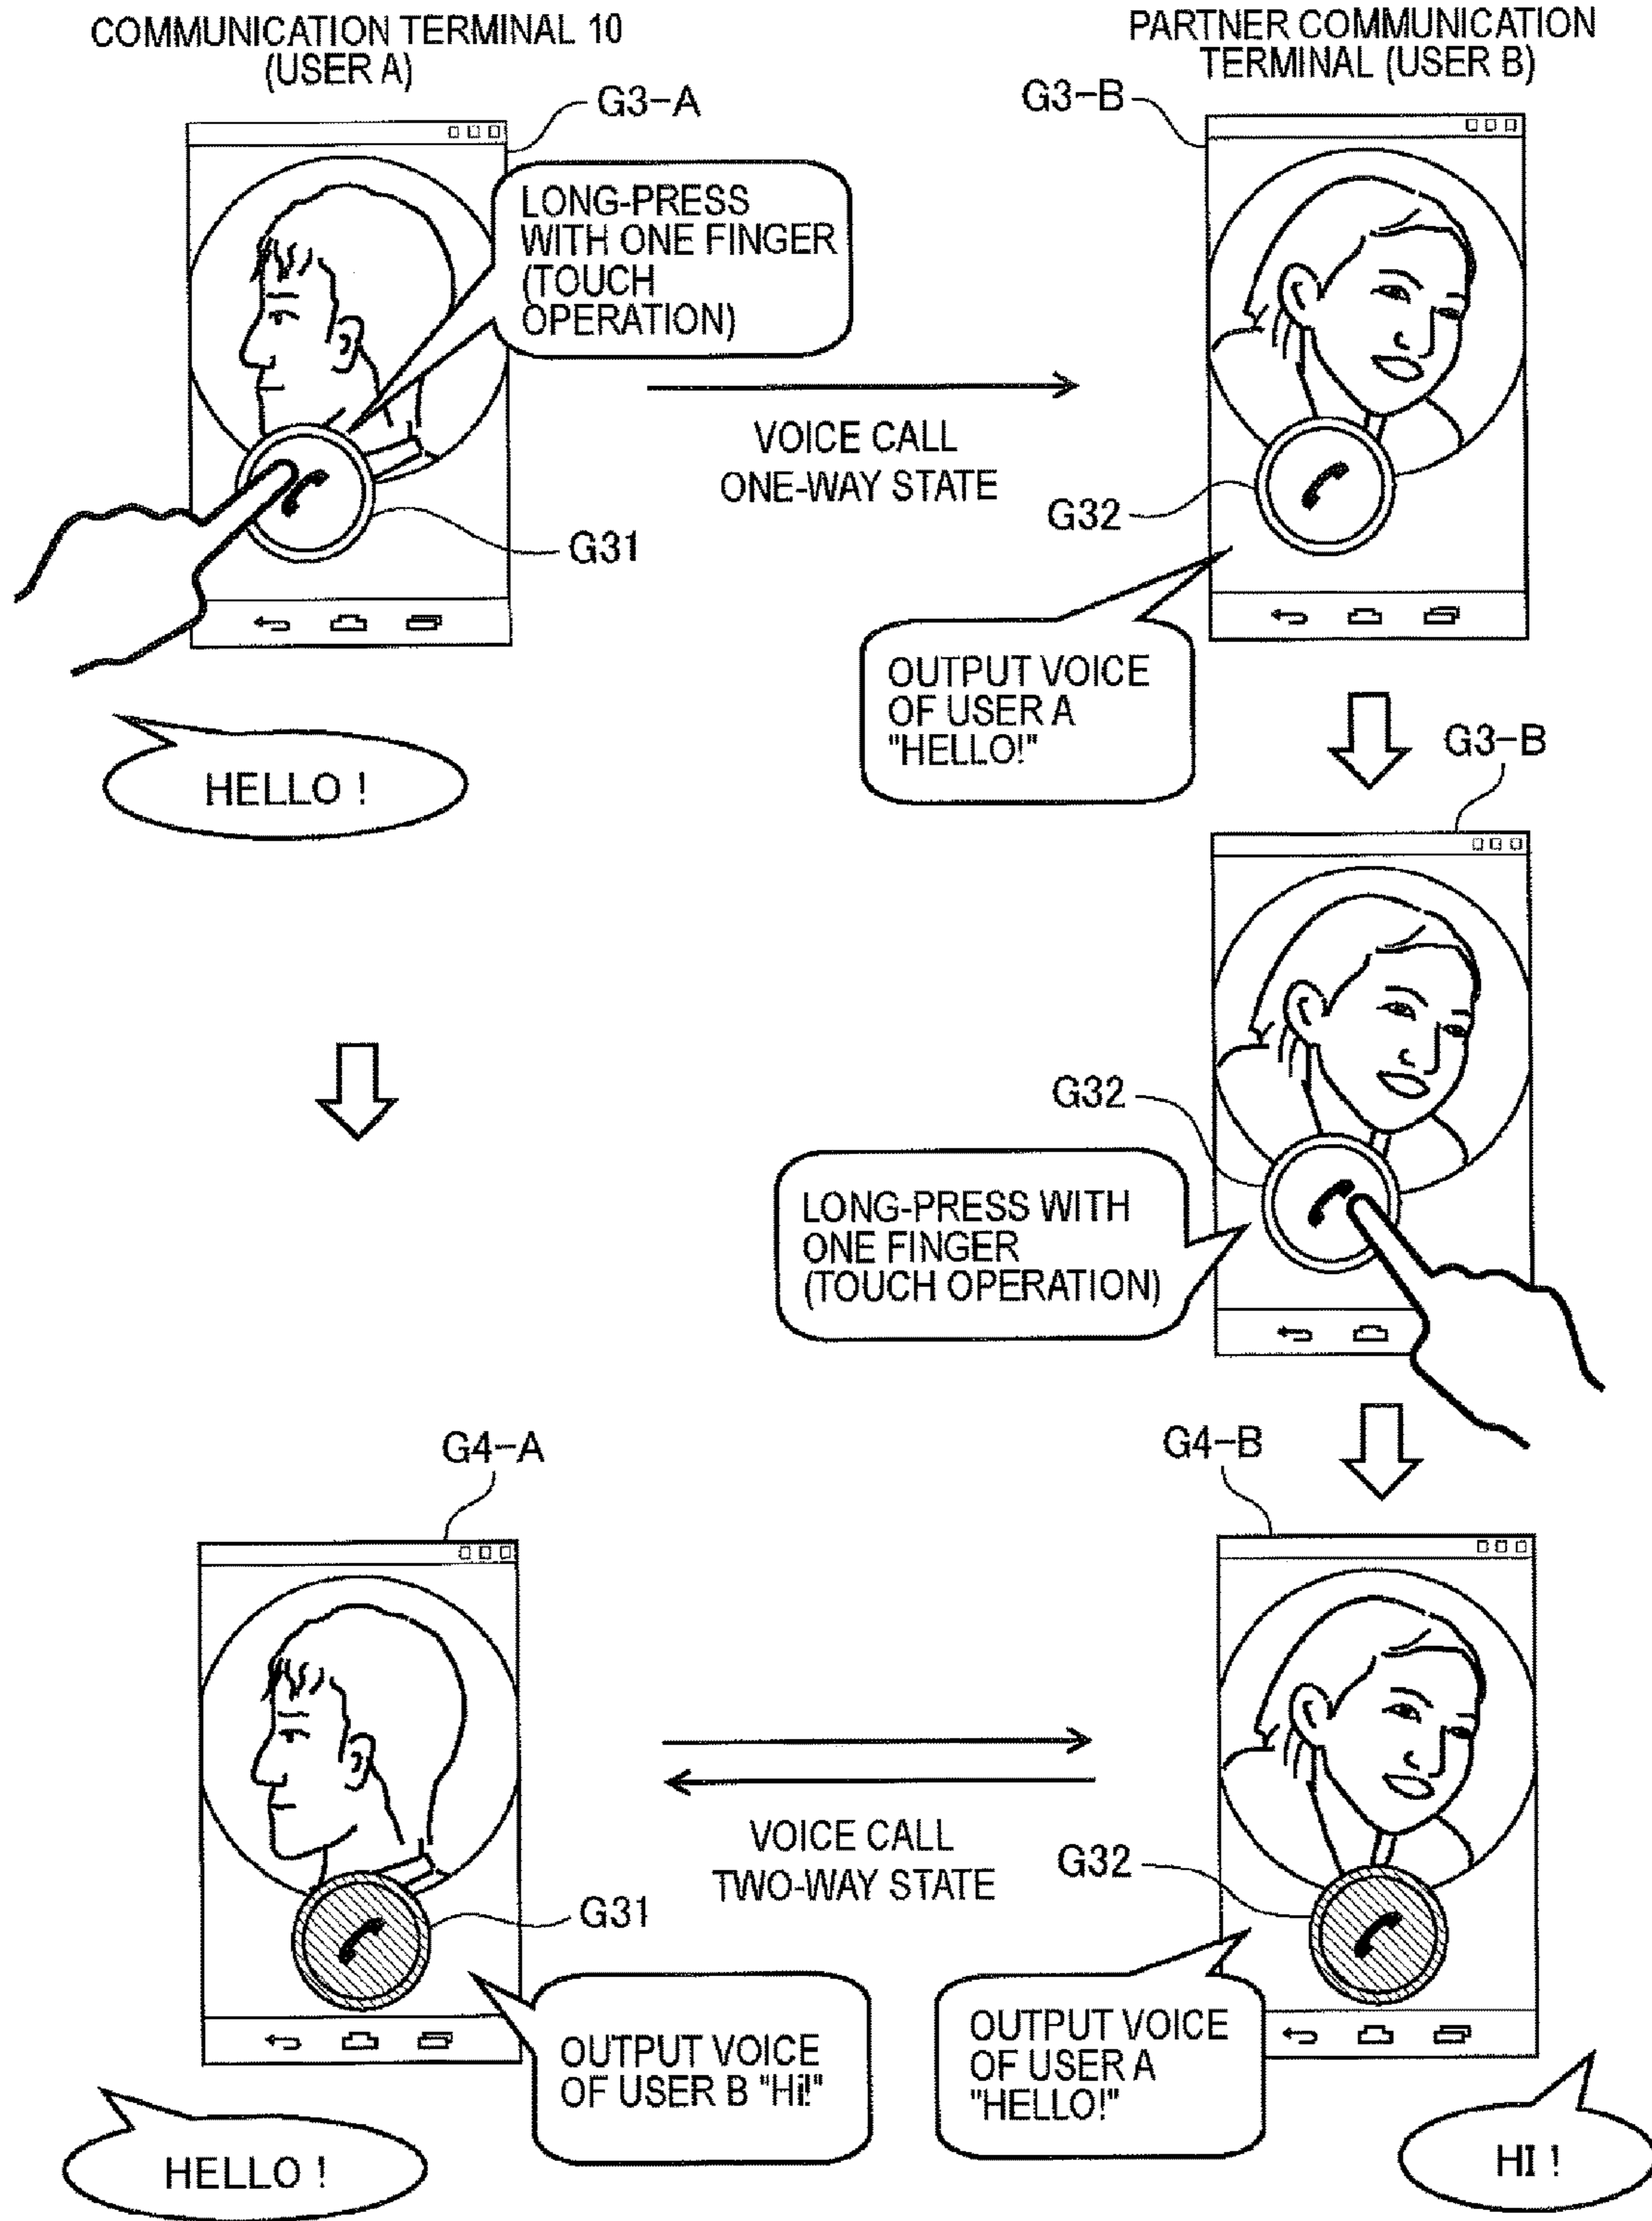 COMMUNICATION TERMINAL 10
(USER A)
PARTNER COMMUNICATION
TERMINAL (USER B)
G3-A
G3-B
LONG-PRESS
WITH ONE FINGER
(TOUCH
OPERATION)
VOICE CALL
ONE-WAY STATE
G31
G32
OUTPUT VOICE
OF USER A
"HELLO!"
HELLO !
G3-B
G32
LONG-PRESS WITH
ONE FINGER
(TOUCH OPERATION)
G4-A
G4-B
VOICE CALL
TWO-WAY STATE
G31
G32
OUTPUT VOICE
OF USER B "Hi!"
OUTPUT VOICE
OF USER A
"HELLO!"
HELLO !
HI !